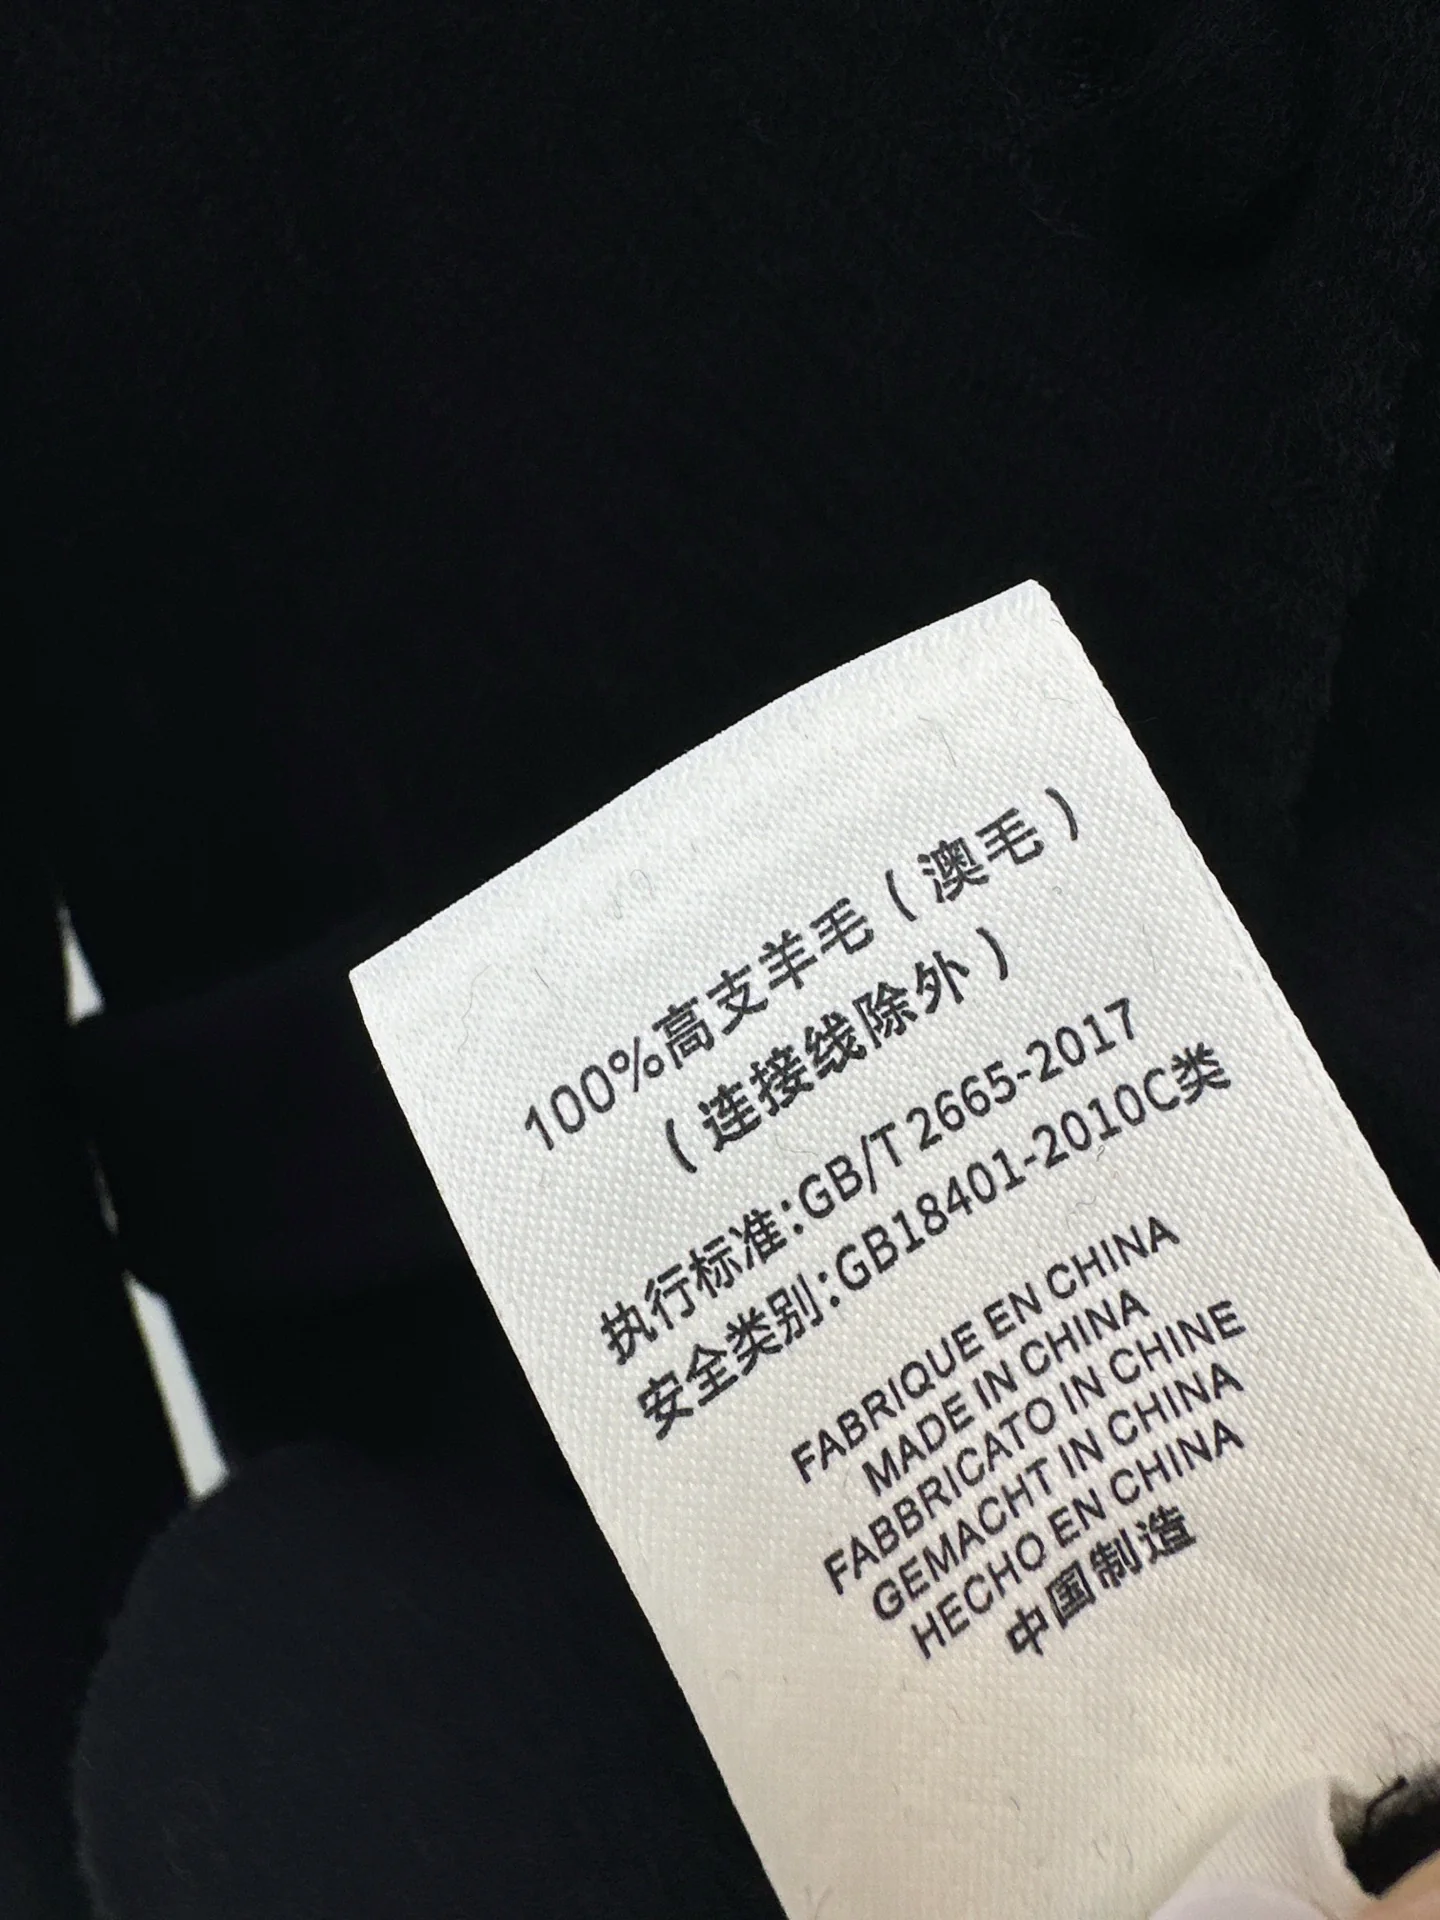 100%高支羊毛（澳毛）
（连接线除外）
执行标准:GB/T2665-2017
安全类别:GB18401-2010C类
FABRIQUE EN CHINA
MADE IN CHINA
FABBRICATO IN CHINE
GEMACHT IN CHINA
HECHO EN CHINA
中国制造